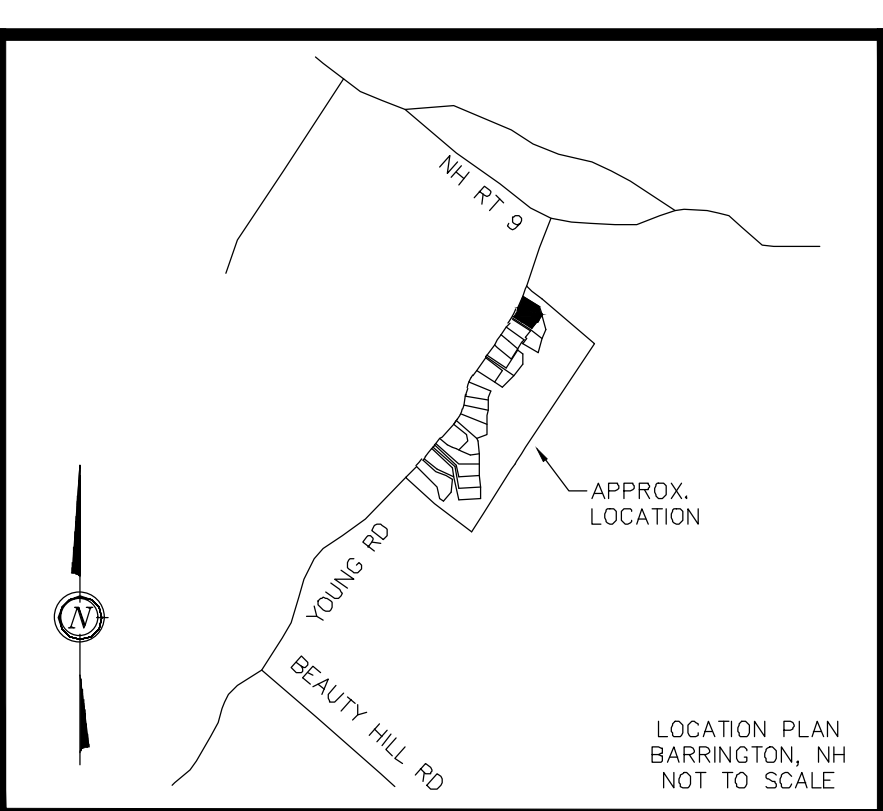 NH RT 9
APPROX.
LOCATION
YOUNG RD
N
BEAUTY HILL RD
LOCATION PLAN
BARRINGTON, NH
NOT TO SCALE